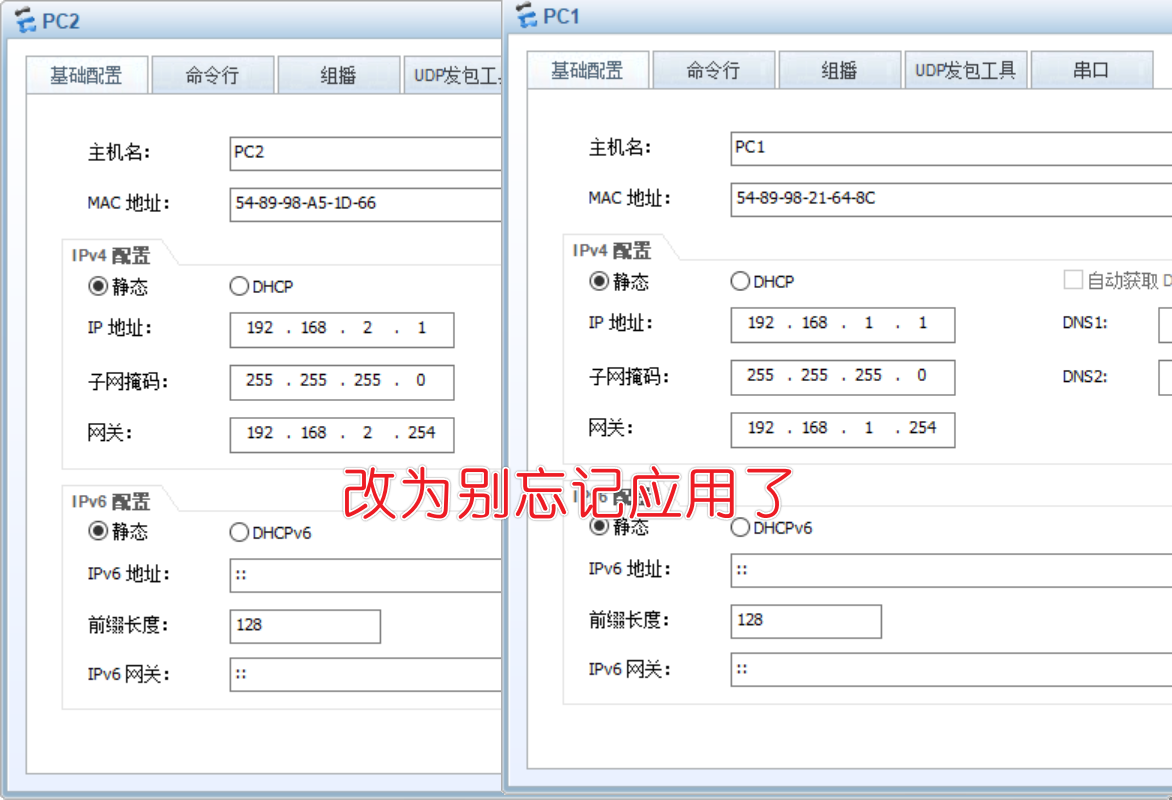 PC2
基础配置 命令行 组播 UDP发包工
主机名: PC2
MAC 地址: 54-89-98-A5-1D-66
IPv4 配置
静态 DHCP
IP 地址: 192 . 168 . 2 . 1
子网掩码: 255 . 255 . 255 . 0
网关: 192 . 168 . 2 . 254
IPv6 配置
静态 DHCPv6
IPv6 地址: ::
前缀长度: 128
IPv6 网关: ::
PC1
基础配置 命令行 组播 UDP发包工具 串口
主机名: PC1
MAC 地址: 54-89-98-21-64-8C
IPv4 配置
静态 DHCP 自动获取 D
IP 地址: 192 . 168 . 1 . 1 DNS1:
子网掩码: 255 . 255 . 255 . 0 DNS2:
网关: 192 . 168 . 1 . 254
改为别忘记应用了
静态 DHCPv6
IPv6 地址: ::
前缀长度: 128
IPv6 网关: ::